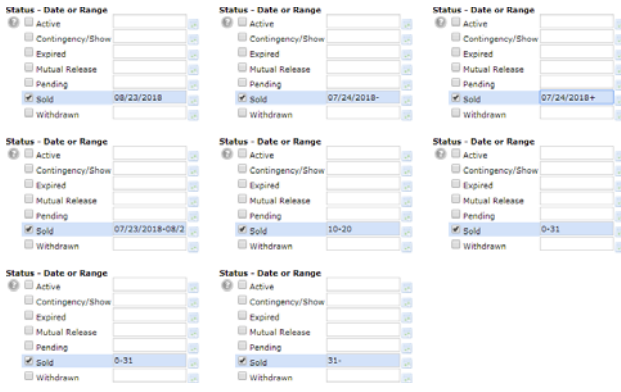 Status - Date or Range
Active
Contingency/Show
Expired
Mutual Release
Pending
Sold 08/23/2018
Withdrawn
Status - Date or Range
Active
Contingency/Show
Expired
Mutual Release
Pending
Sold 07/24/2018-
Withdrawn
Status - Date or Range
Active
Contingency/Show
Expired
Mutual Release
Pending
Sold 07/24/2018+
Withdrawn
Status - Date or Range
Active
Contingency/Show
Expired
Mutual Release
Pending
Sold 07/23/2018-08/2
Withdrawn
Status - Date or Range
Active
Contingency/Show
Expired
Mutual Release
Pending
Sold 10-20
Withdrawn
Status - Date or Range
Active
Contingency/Show
Expired
Mutual Release
Pending
Sold 0-31
Withdrawn
Status - Date or Range
Active
Contingency/Show
Expired
Mutual Release
Pending
Sold 0-31
Withdrawn
Status - Date or Range
Active
Contingency/Show
Expired
Mutual Release
Pending
Sold 31-
Withdrawn